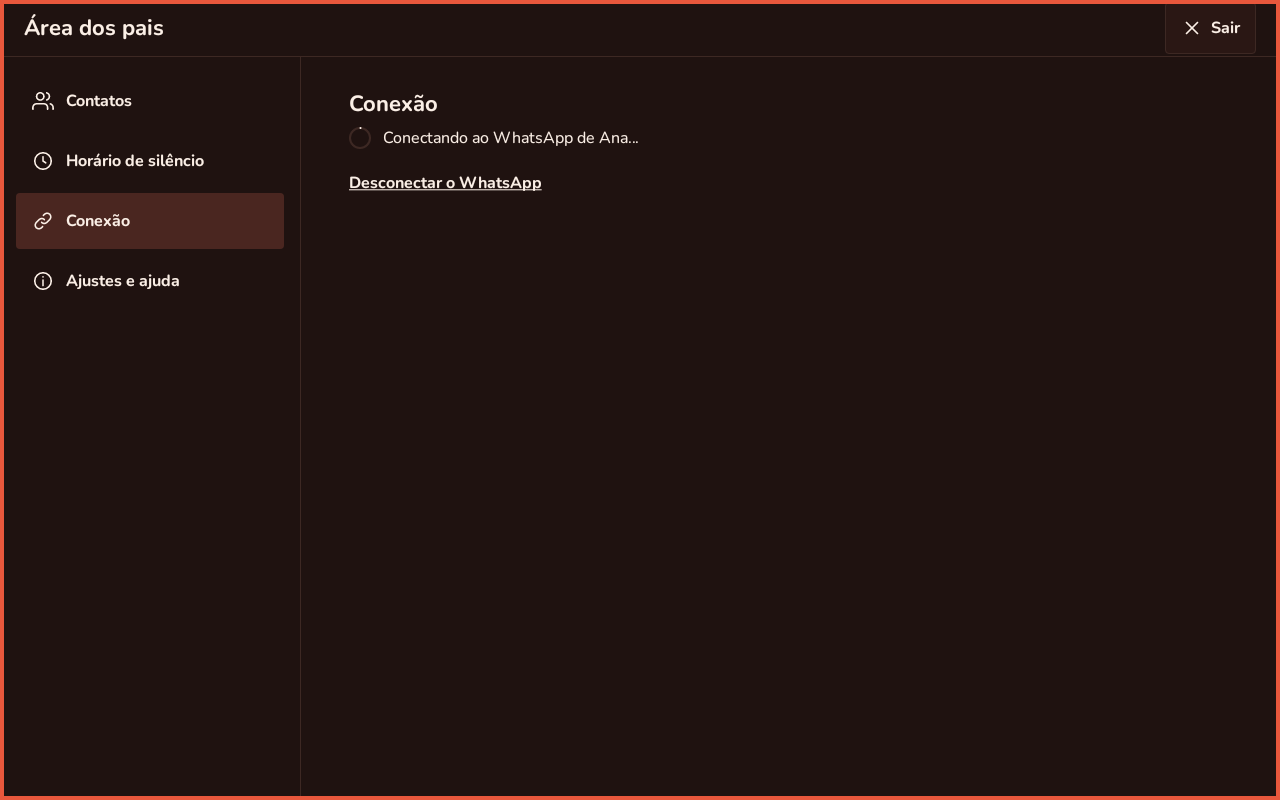 Área dos pais
Sair
Contatos
Horário de silêncio
Conexão
Ajustes e ajuda
Conexão
Conectando ao WhatsApp de Ana...
Desconectar o WhatsApp